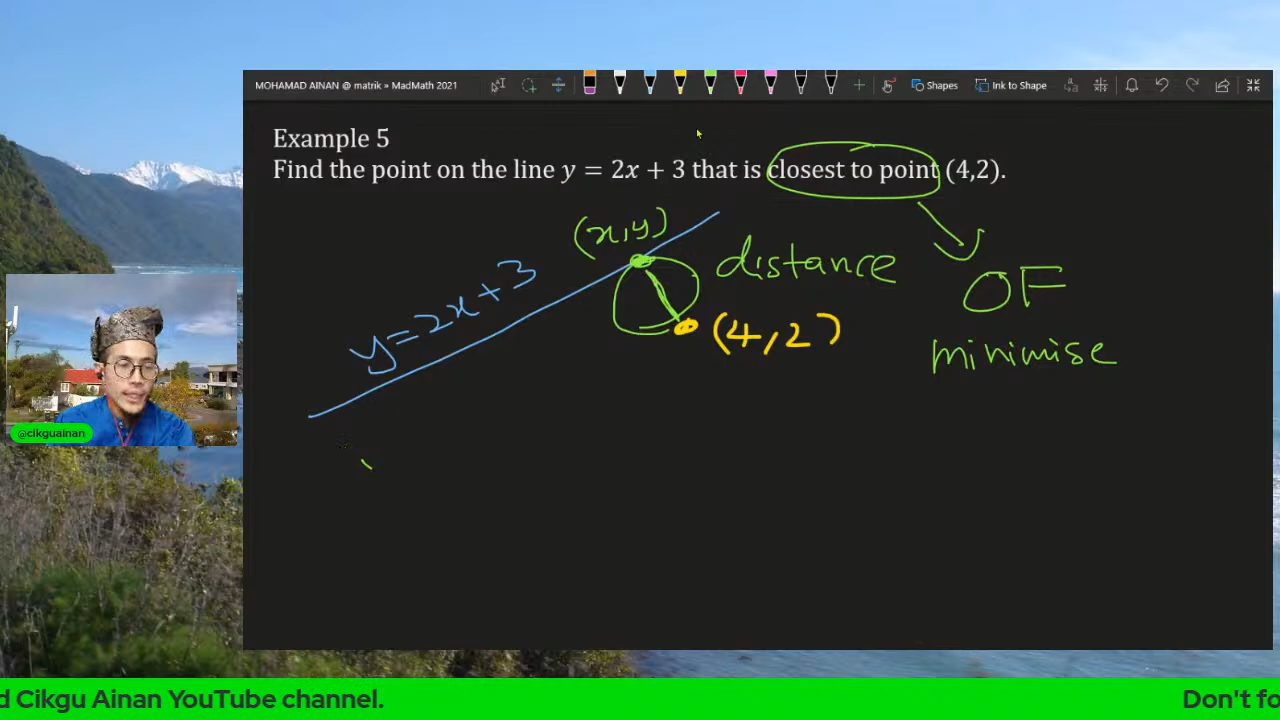 MOHAMAD AINAN @ matrik » MadMath 2021
Shapes
Ink to Shape
Example 5
Find the point on the line y = 2x + 3 that is closest to point (4,2).
(x,y)
distance
y=2x+3
OF
(4,2)
minimise
@cikguainan
d Cikgu Ainan YouTube channel.
Don't fo